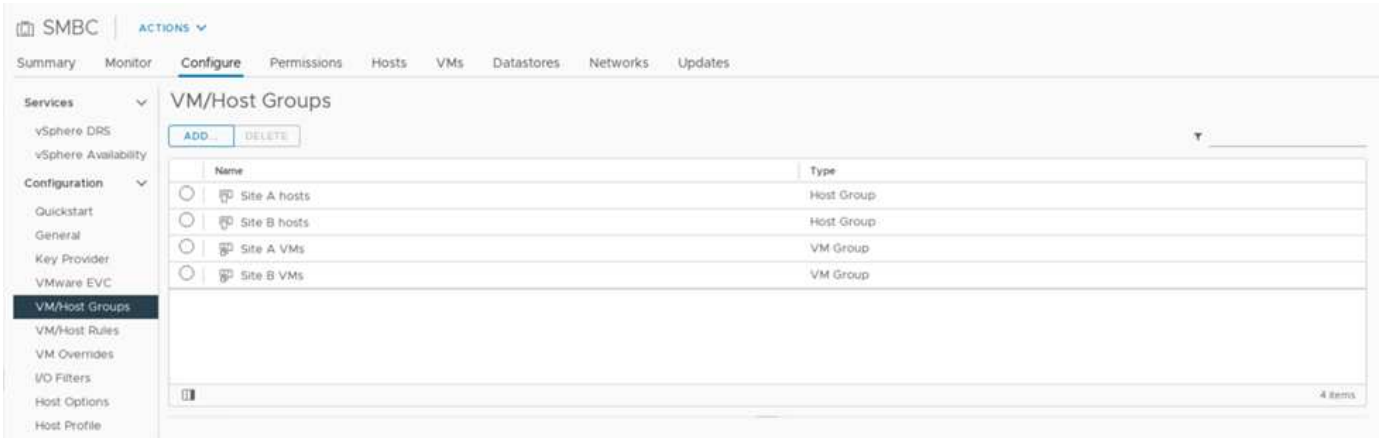 SMBC ACTIONS
Summary Monitor Configure Permissions Hosts VMs Datastores Networks Updates
Services
vSphere DRS
vSphere Availability
Configuration
Quickstart
General
Key Provider
VMware EVC
VM/Host Groups
VM/Host Rules
VM Overrides
I/O Filters
Host Options
Host Profile
VM/Host Groups
ADD... DELETE
Name Type
Site A hosts Host Group
Site B hosts Host Group
Site A VMs VM Group
Site B VMs VM Group
4 items